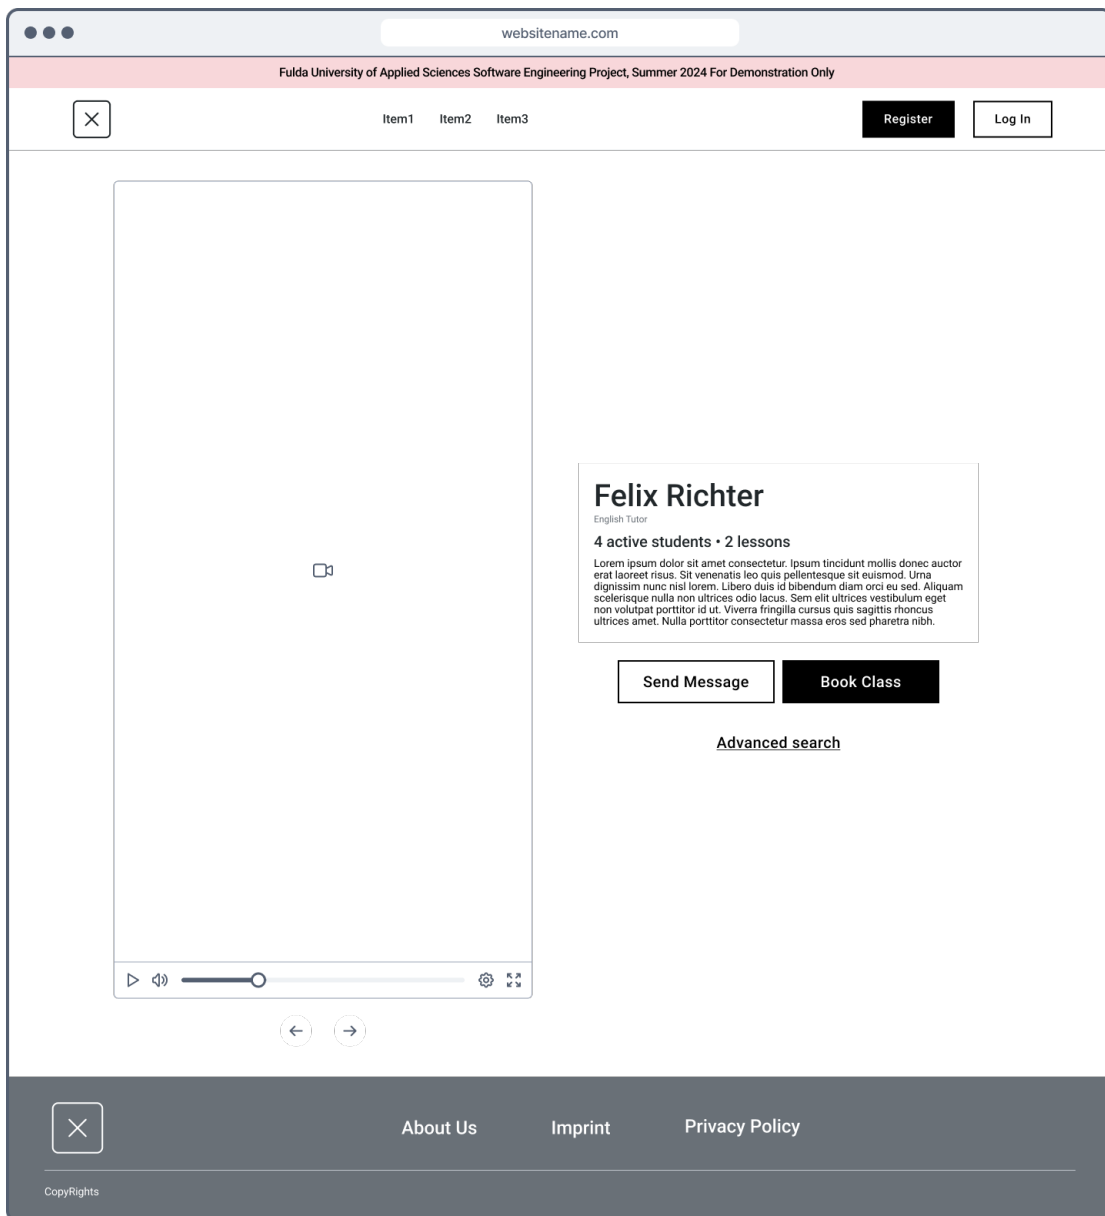 websitename.com
Fulda University of Applied Sciences Software Engineering Project, Summer 2024 For Demonstration Only
Item1 Item2 Item3 Register Log In
Felix Richter
English Tutor
4 active students • 2 lessons
Lorem ipsum dolor sit amet consectetur. Ipsum tincidunt mollis donec auctor
erat laoreet risus. Sit venenatis leo quis pellentesque sit euismod. Urna
dignissim nunc nisl lorem. Libero duis id bibendum diam orci eu sed. Aliquam
scelerisque nulla non ultrices odio lacus. Sem elit ultrices vestibulum eget
non volutpat porttitor id ut. Viverra fringilla cursus quis sagittis rhoncus
ultrices amet. Nulla porttitor consectetur massa eros sed pharetra nibh.
Send Message Book Class
Advanced search
About Us Imprint Privacy Policy
CopyRights